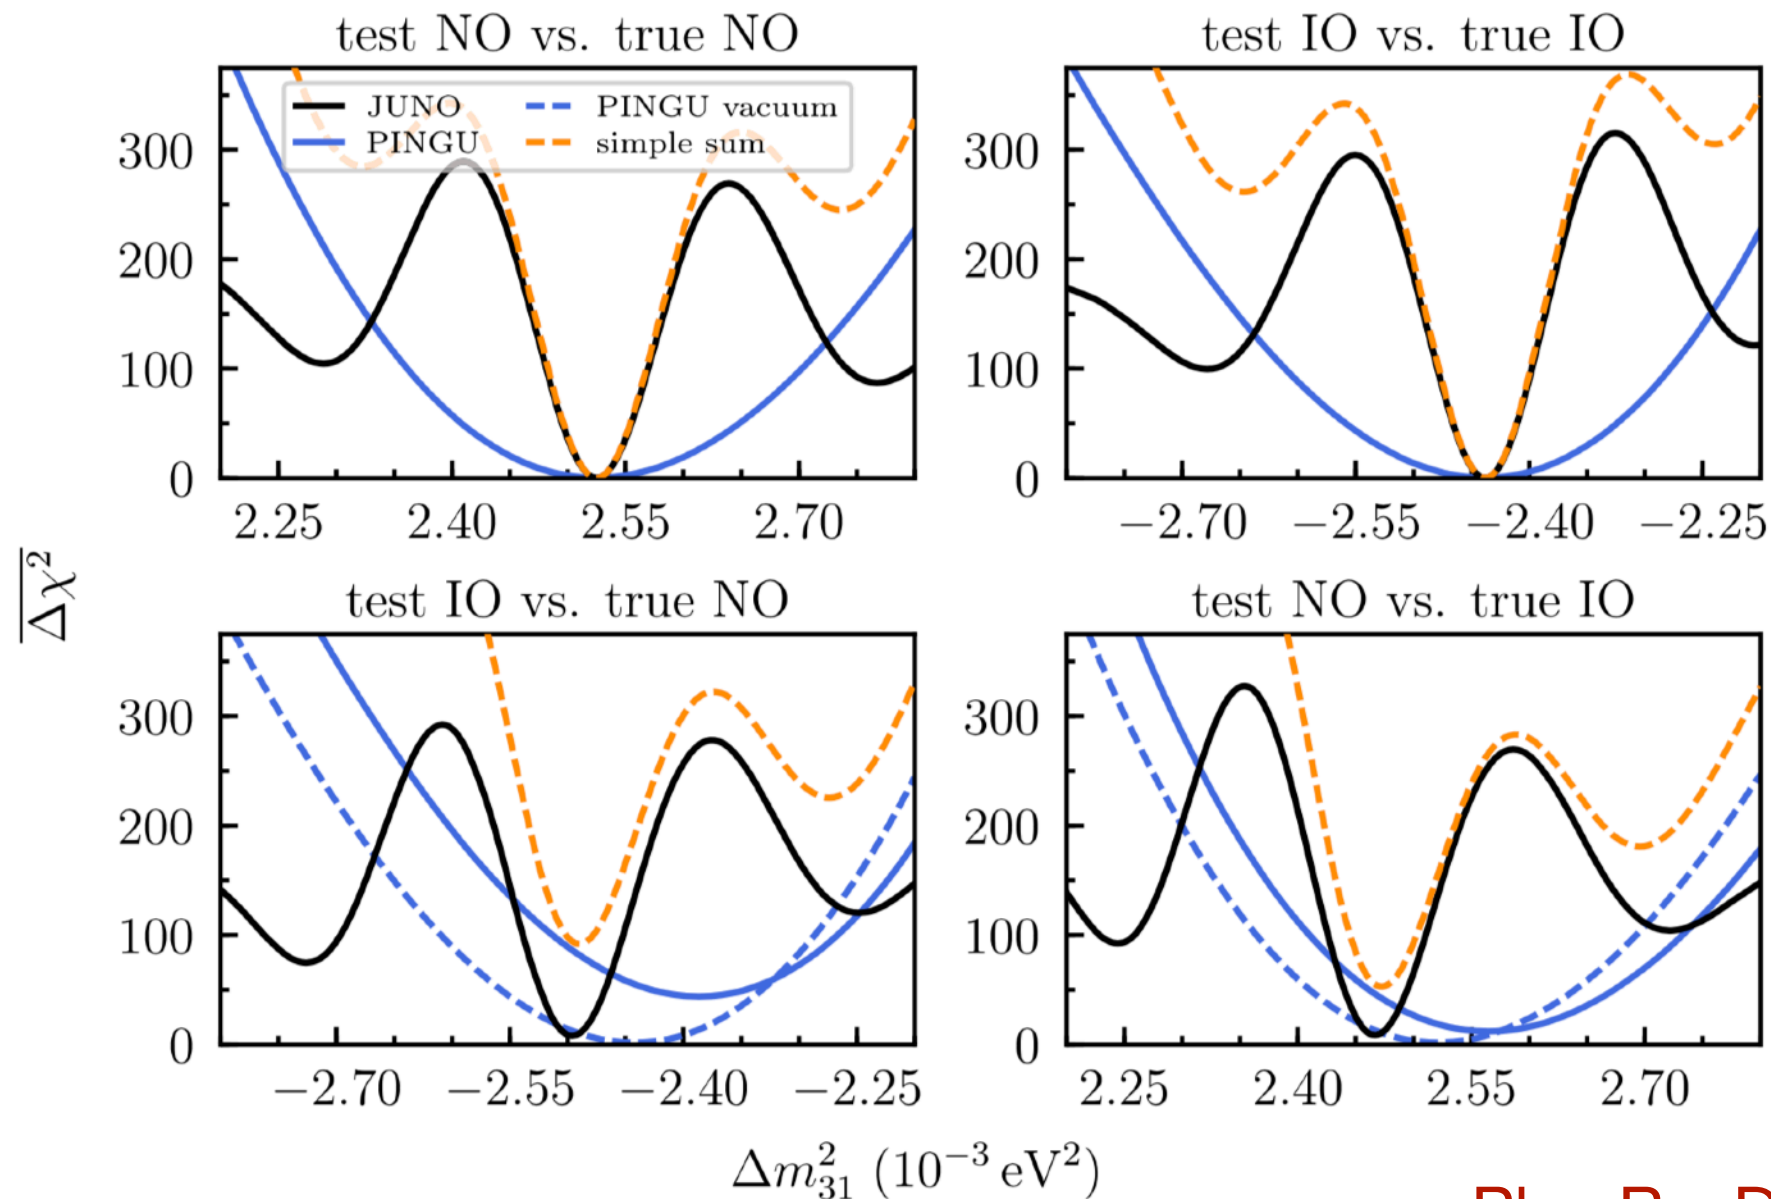 test NO vs. true NO
test IO vs. true IO
JUNO
PINGU
PINGU vacuum
simple sum
300
200
100
0
2.25 2.40 2.55 2.70
300
200
100
0
−2.70 −2.55 −2.40 −2.25
$\overline{\Delta\chi^2}$
test IO vs. true NO
test NO vs. true IO
300
200
100
0
−2.70 −2.55 −2.40 −2.25
300
200
100
0
2.25 2.40 2.55 2.70
Δm²₃₁ (10⁻³ eV²)